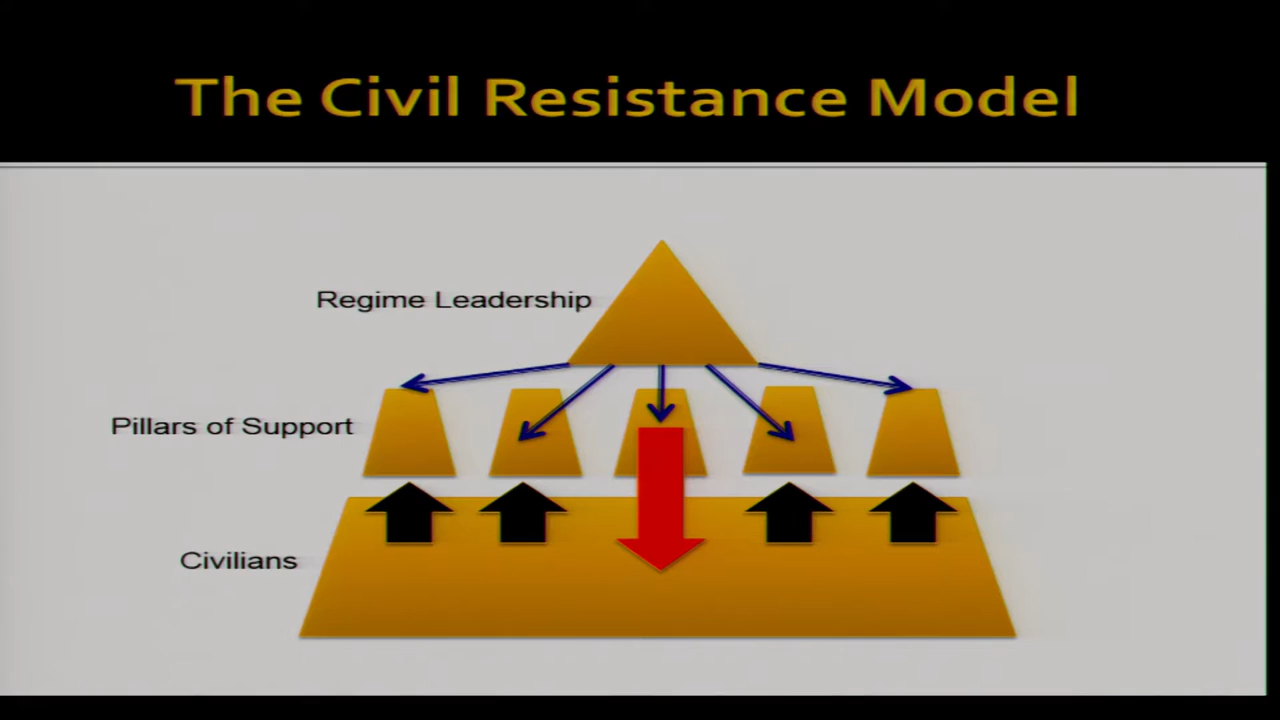 The Civil Resistance Model
Regime Leadership
Pillars of Support
Civilians